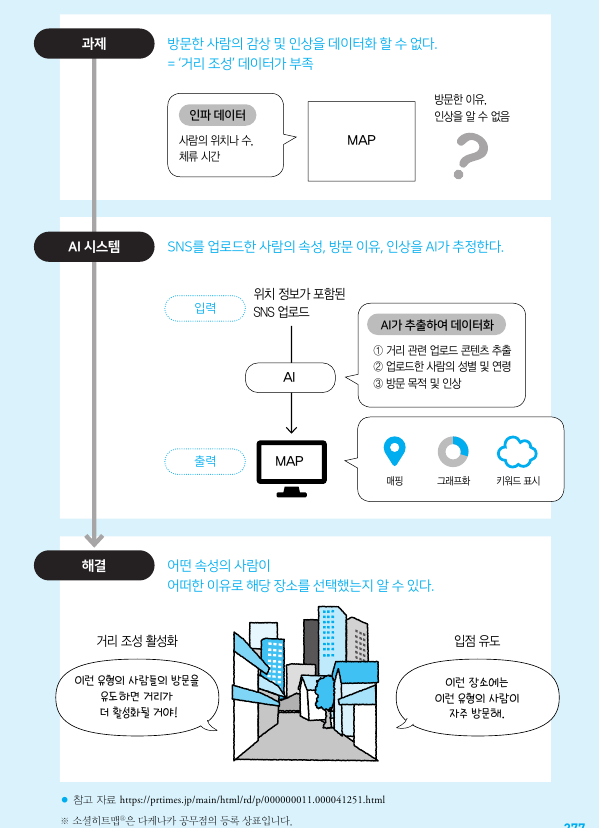 과제
방문한 사람의 감상 및 인상을 데이터화 할 수 없다.
= ‘거리 조성’ 데이터가 부족
인파 데이터
사람의 위치나 수,
체류 시간
MAP
방문한 이유,
인상을 알 수 없음
?
AI 시스템
SNS를 업로드한 사람의 속성, 방문 이유, 인상을 AI가 추정한다.
입력
위치 정보가 포함된
SNS 업로드
AI
AI가 추출하여 데이터화
① 거리 관련 업로드 콘텐츠 추출
② 업로드한 사람의 성별 및 연령
③ 방문 목적 및 인상
출력
MAP
매핑
그래프화
키워드 표시
해결
어떤 속성의 사람이
어떠한 이유로 해당 장소를 선택했는지 알 수 있다.
거리 조성 활성화
이런 유형의 사람들의 방문을
유도하면 거리가
더 활성화될 거야!
입점 유도
이런 장소에는
이런 유형의 사람이
자주 방문해.
● 참고 자료 https://prtimes.jp/main/html/rd/p/000000011.000041251.html
※ 소셜히트맵®은 다케나카 공무점의 등록 상표입니다.
277